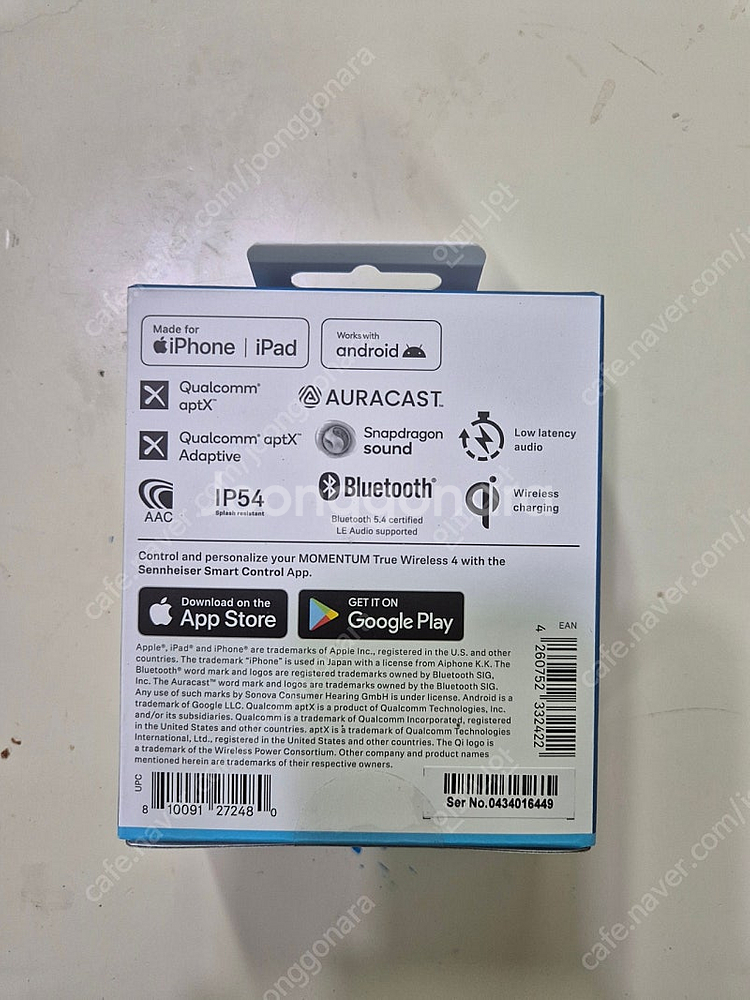 Made for
iPhone | iPad
Works with
android
Qualcomm®
aptX™
AURACAST™
Qualcomm® aptX™
Adaptive
Snapdragon
sound
Low latency
audio
AAC
IP54
Splash resistant
Bluetooth®
Bluetooth 5.4 certified
LE Audio supported
Wireless
charging
Joonggonara
Control and personalize your MOMENTUM True Wireless 4 with the
Sennheiser Smart Control App.
Download on the
App Store
GET IT ON
Google Play
Apple®, iPad® and iPhone® are trademarks of Apple Inc., registered in the U.S. and other
countries. The trademark "iPhone" is used in Japan with a license from Aiphone K.K. The
Bluetooth® word mark and logos are registered trademarks owned by Bluetooth SIG,
Inc. The Auracast™ word mark and logos are trademarks owned by the Bluetooth SIG.
Any use of such marks by Sonova Consumer Hearing GmbH is under license. Android is a
trademark of Google LLC. Qualcomm aptX is a product of Qualcomm Technologies, Inc.
and/or its subsidiaries. Qualcomm is a trademark of Qualcomm Incorporated, registered
in the United States and other countries. aptX is a trademark of Qualcomm Technologies
International, Ltd., registered in the United States and other countries. The Qi logo is
a trademark of the Wireless Power Consortium. Other company and product names
mentioned herein are trademarks of their respective owners.
EAN
4 260752 332422
UPC
8 10091 27248 0
Ser No.0434016449
cafe.naver.com/joonggonara